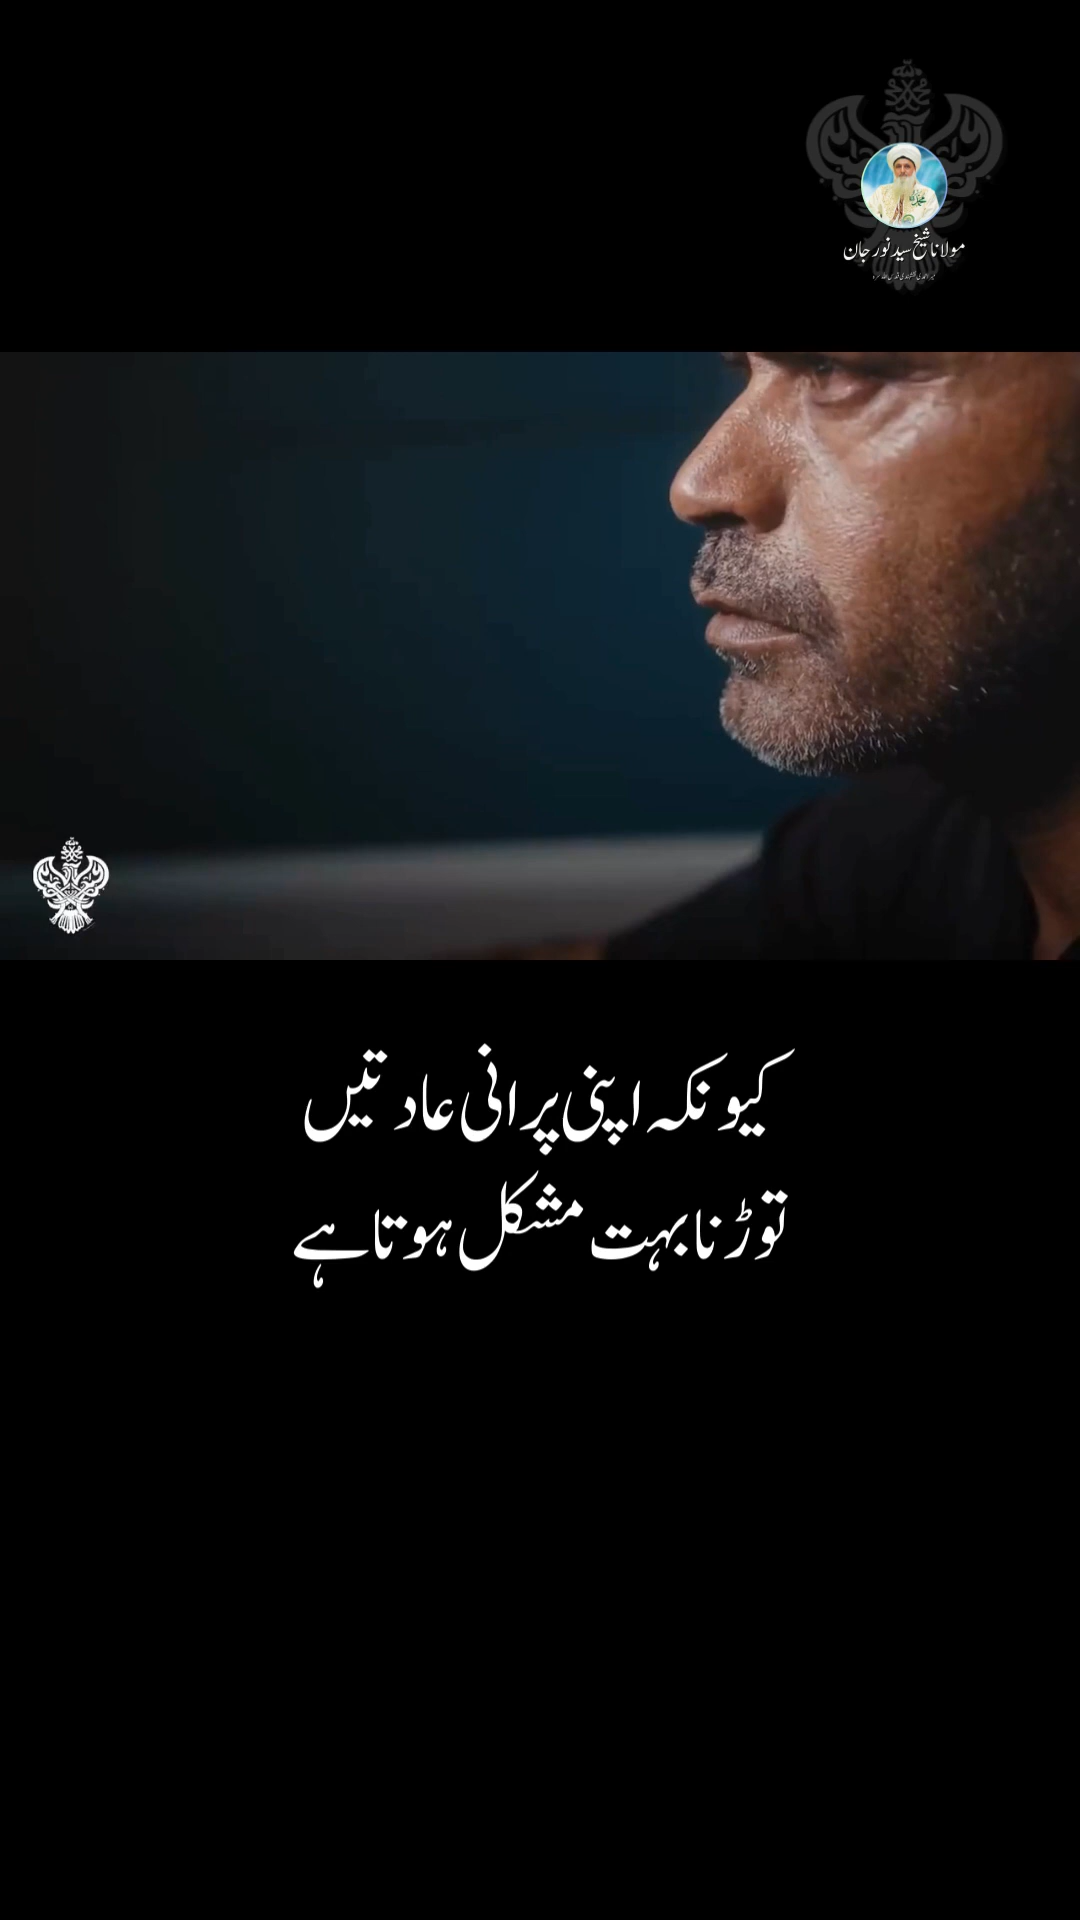 مولانا شیخ سید نور جان
کیونکہ اپنی پرانی عادتیں
توڑنا بہت مشکل ہوتا ہے